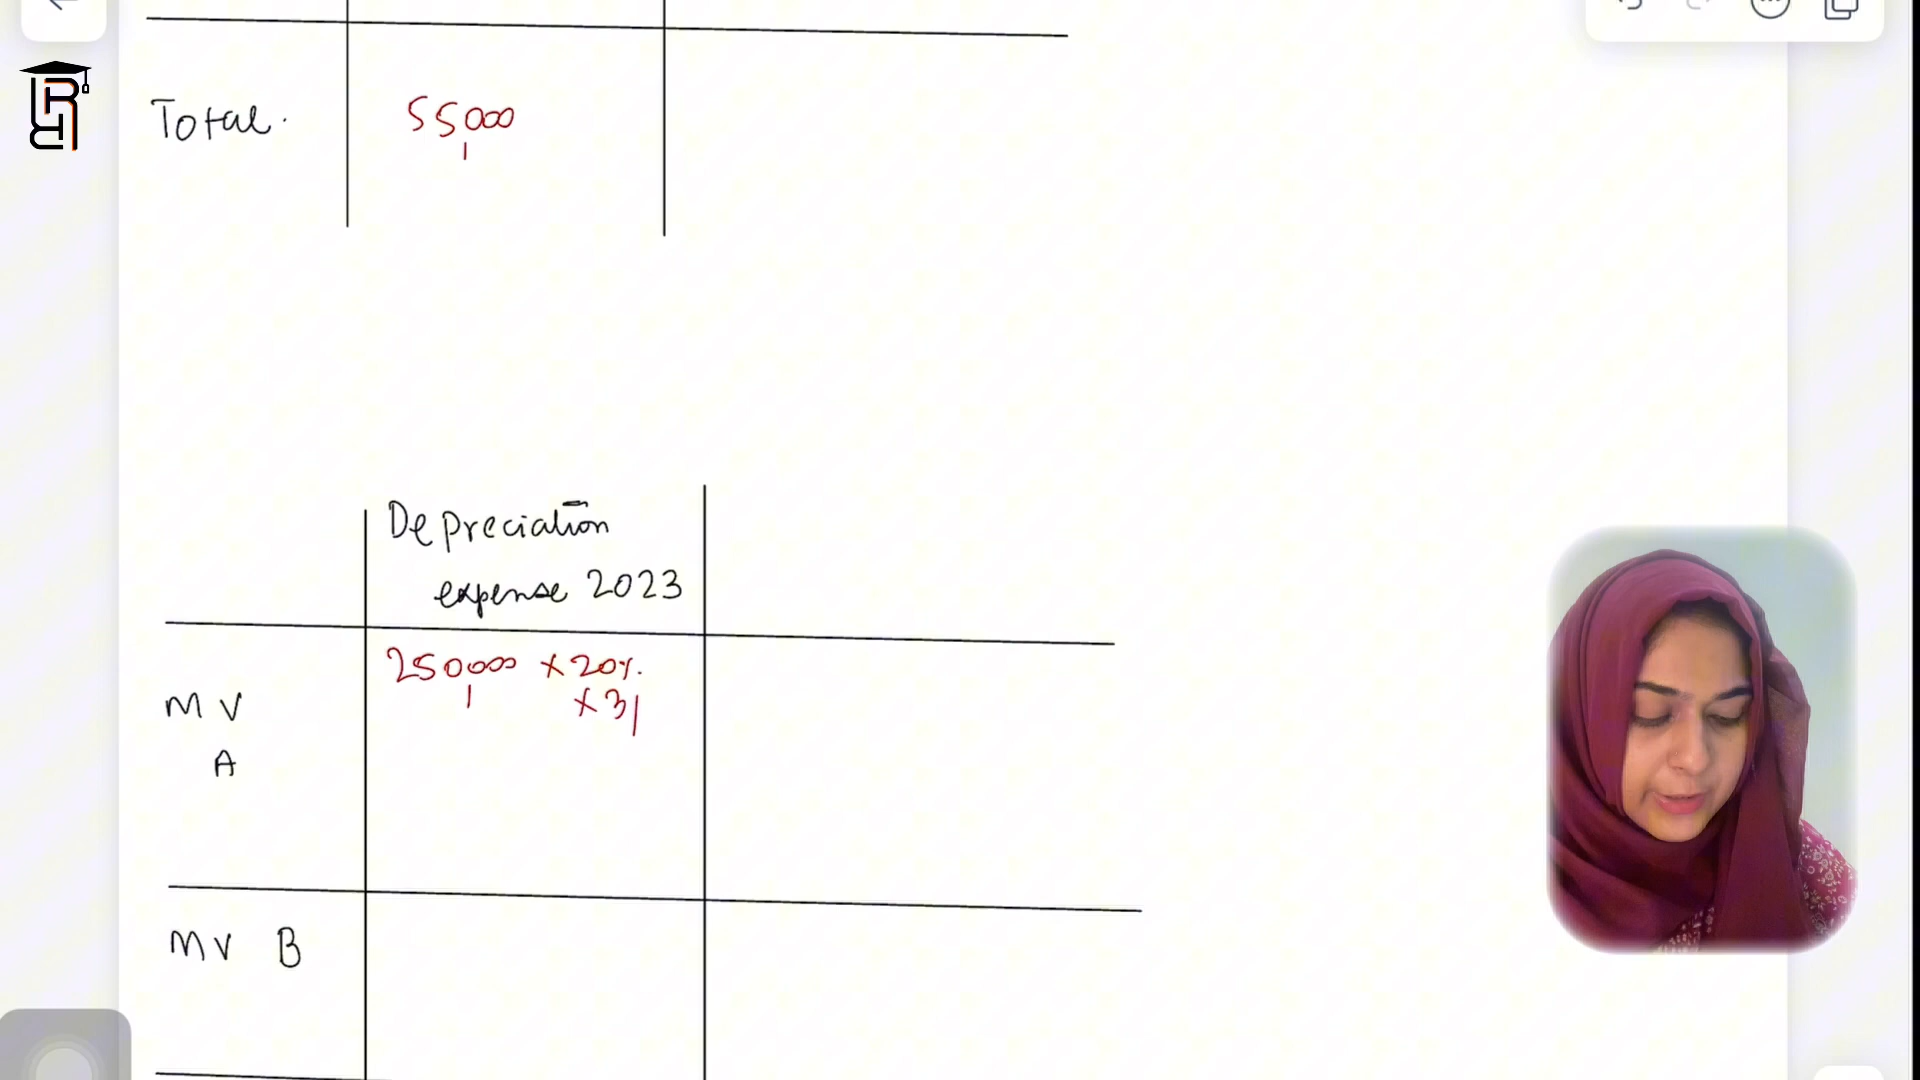 Total.
55,000
Depreciation
expense 2023
250,000 x 20%
x 3/
MV
A
MV B